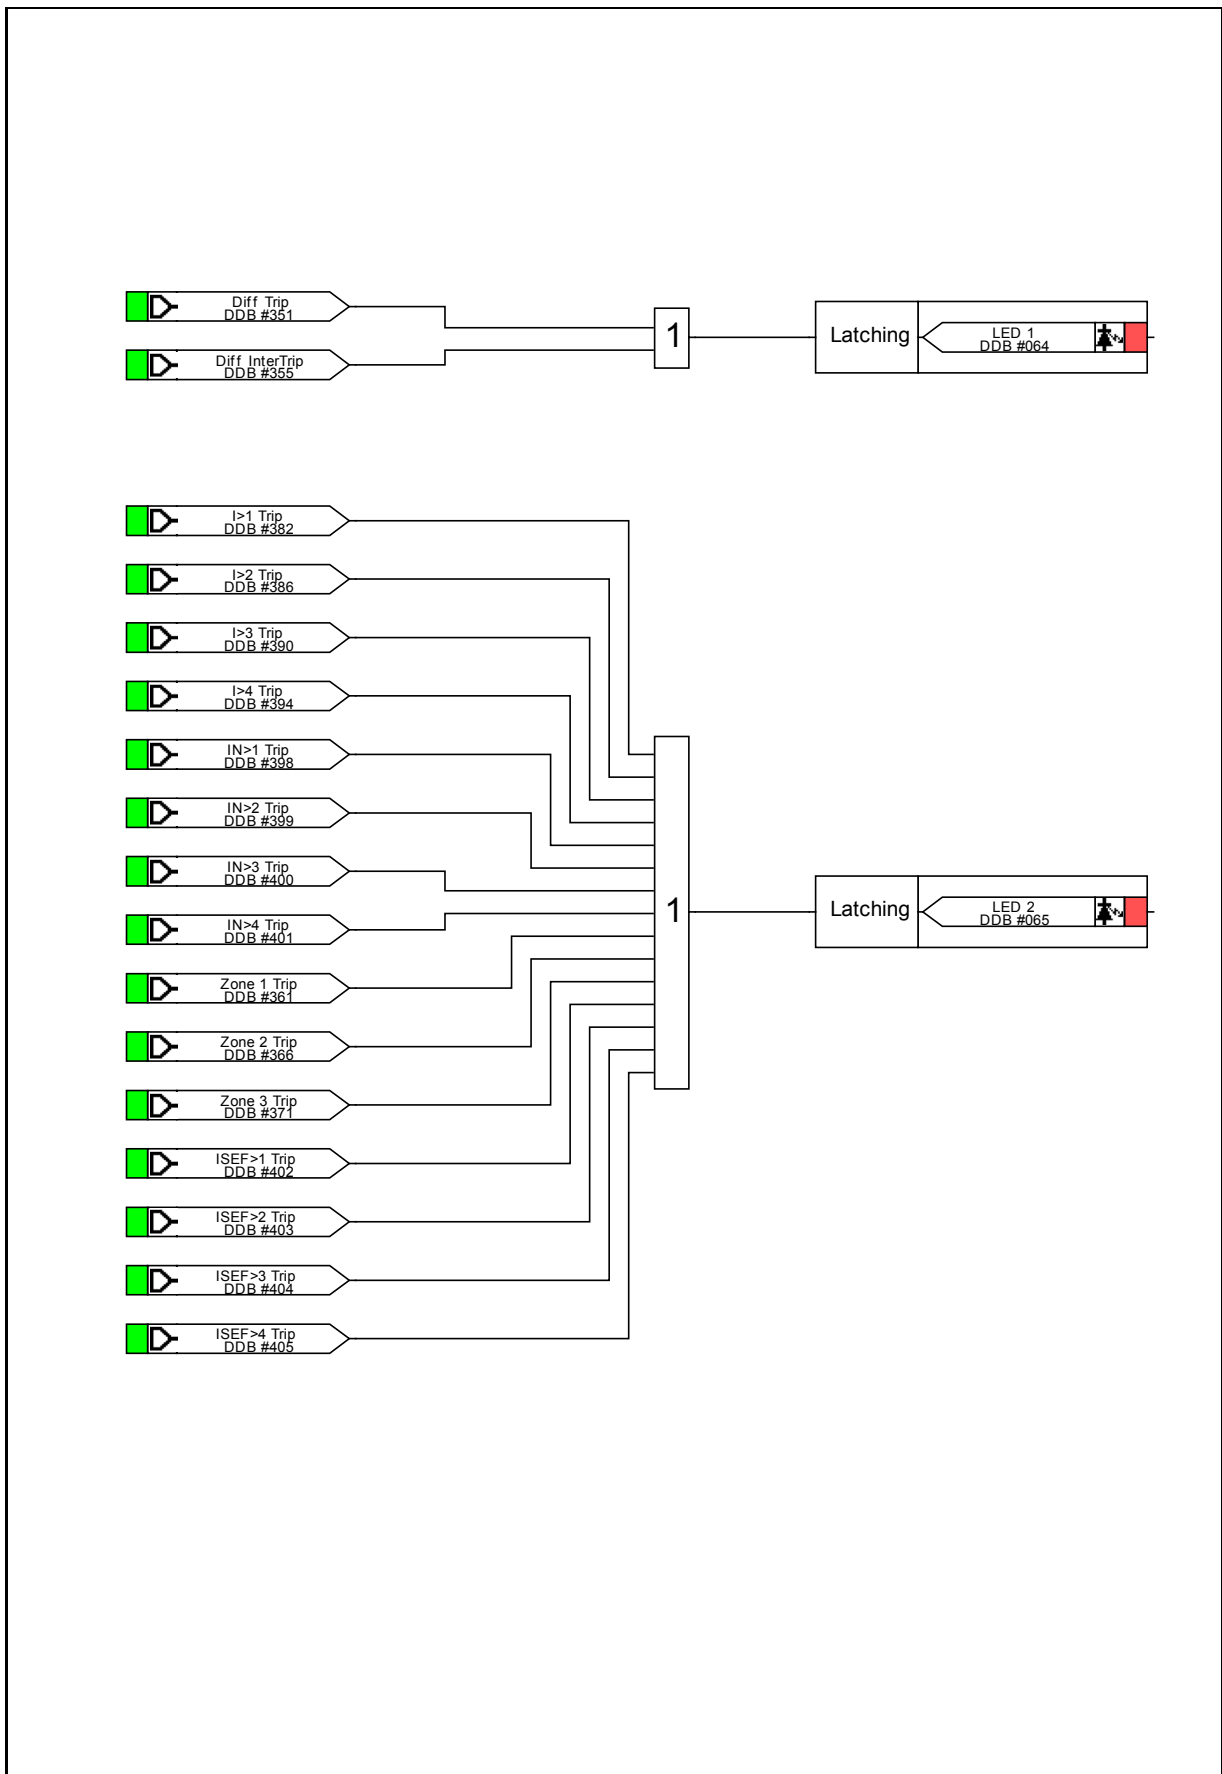 Diff Trip
DDB #351
Diff InterTrip
DDB #355
1
Latching
LED 1
DDB #064
I>1 Trip
DDB #382
I>2 Trip
DDB #386
I>3 Trip
DDB #390
I>4 Trip
DDB #394
IN>1 Trip
DDB #398
IN>2 Trip
DDB #399
IN>3 Trip
DDB #400
IN>4 Trip
DDB #401
Zone 1 Trip
DDB #361
Zone 2 Trip
DDB #366
Zone 3 Trip
DDB #371
ISEF>1 Trip
DDB #402
ISEF>2 Trip
DDB #403
ISEF>3 Trip
DDB #404
ISEF>4 Trip
DDB #405
1
Latching
LED 2
DDB #065